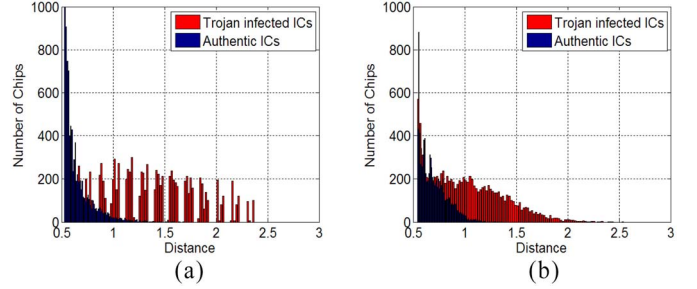 1000
800
600
400
200
0
0.5 1 1.5 2 2.5 3
Number of Chips
Distance
Trojan infected ICs
Authentic ICs
(a)
1000
800
600
400
200
0
0.5 1 1.5 2 2.5 3
Number of Chips
Distance
Trojan infected ICs
Authentic ICs
(b)